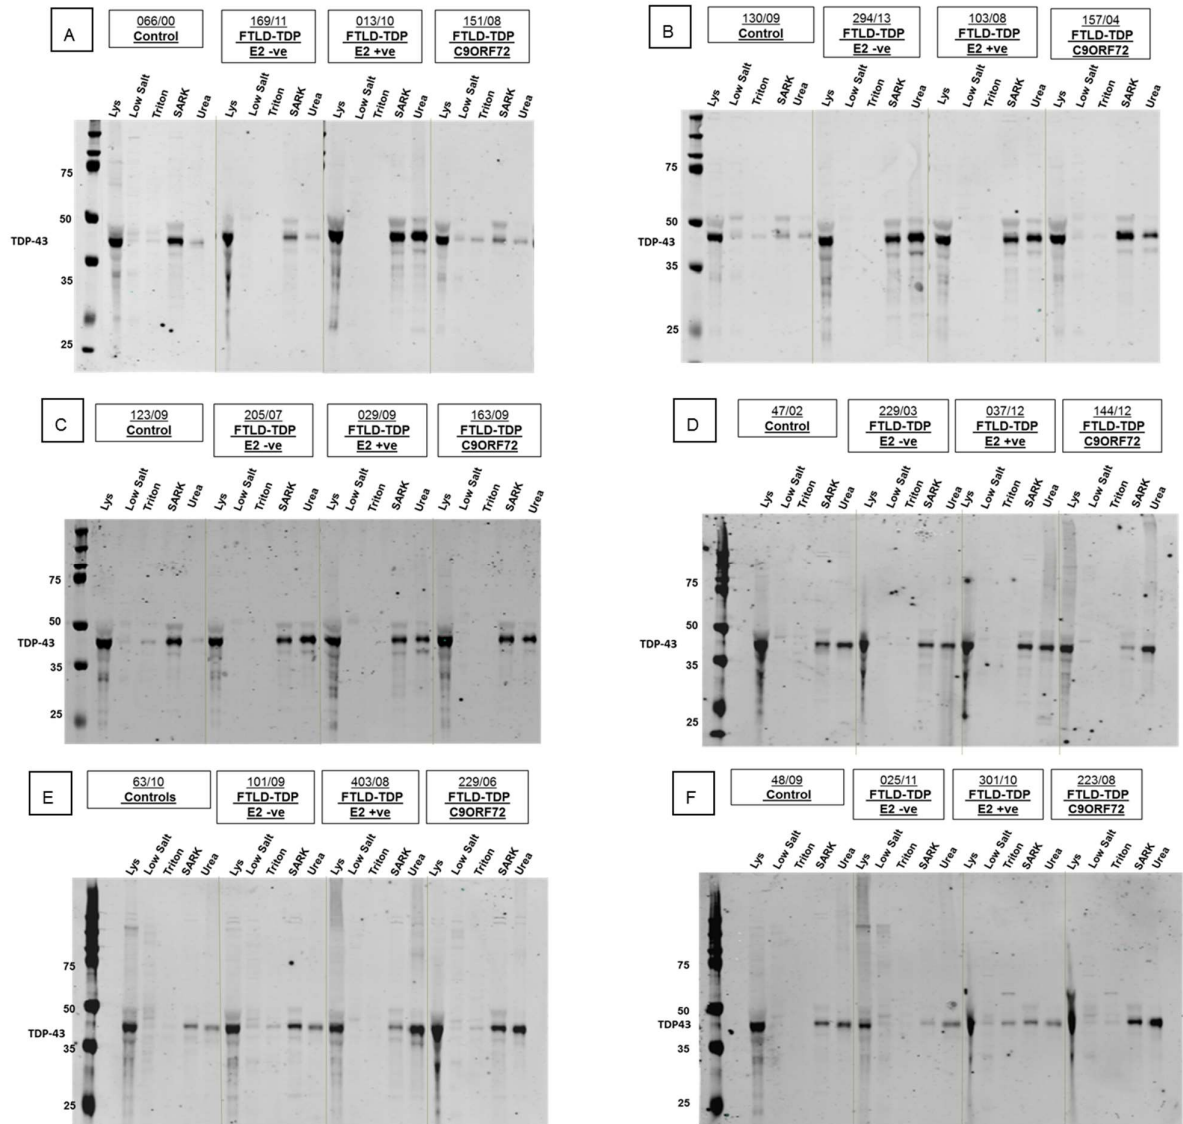 A
066/00
Control
169/11
FTLD-TDP
E2 -ve
013/10
FTLD-TDP
E2 +ve
151/08
FTLD-TDP
C9ORF72
Lys Low Salt Triton SARK Urea Lys Low Salt Triton SARK Urea Lys Low Salt Triton SARK Urea Lys Low Salt Triton SARK Urea
75
50
TDP-43
35
25
B
130/09
Control
294/13
FTLD-TDP
E2 -ve
103/08
FTLD-TDP
E2 +ve
157/04
FTLD-TDP
C9ORF72
Lys Low Salt Triton SARK Urea Lys Low Salt Triton SARK Urea Lys Low Salt Triton SARK Urea Lys Low Salt Triton SARK Urea
75
50
TDP-43
35
25
C
123/09
Control
205/07
FTLD-TDP
E2 -ve
029/09
FTLD-TDP
E2 +ve
163/09
FTLD-TDP
C9ORF72
Lys Low Salt Triton SARK Urea Lys Low Salt Triton SARK Urea Lys Low Salt Triton SARK Urea Lys Low Salt Triton SARK Urea
75
50
TDP-43
35
25
D
47/02
Control
229/03
FTLD-TDP
E2 -ve
037/12
FTLD-TDP
E2 +ve
144/12
FTLD-TDP
C9ORF72
Lys Low Salt Triton SARK Urea Lys Low Salt Triton SARK Urea Lys Low Salt Triton SARK Urea Lys Low Salt Triton SARK Urea
75
50
TDP-43
35
25
E
63/10
Controls
101/09
FTLD-TDP
E2 -ve
403/08
FTLD-TDP
E2 +ve
229/06
FTLD-TDP
C9ORF72
Lys Low Salt Triton SARK Urea Lys Low Salt Triton SARK Urea Lys Low Salt Triton SARK Urea Lys Low Salt Triton SARK Urea
75
50
TDP-43
35
25
F
48/09
Control
025/11
FTLD-TDP
E2 -ve
301/10
FTLD-TDP
E2 +ve
223/08
FTLD-TDP
C9ORF72
Lys Low Salt Triton SARK Urea Lys Low Salt Triton SARK Urea Lys Low Salt Triton SARK Urea Lys Low Salt Triton SARK Urea
75
50
TDP43
35
25